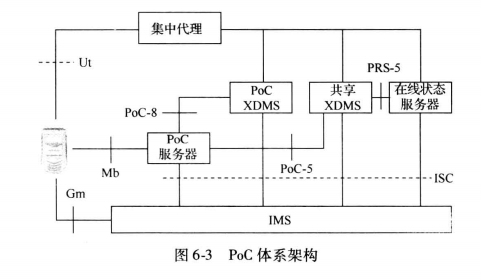 集中代理
Ut
PRS-5
PoC
XDMS
共享
XDMS
在线状态
服务器
PoC-8
PoC
服务器
Mb
PoC-5
ISC
Gm
IMS
图 6-3 PoC 体系架构